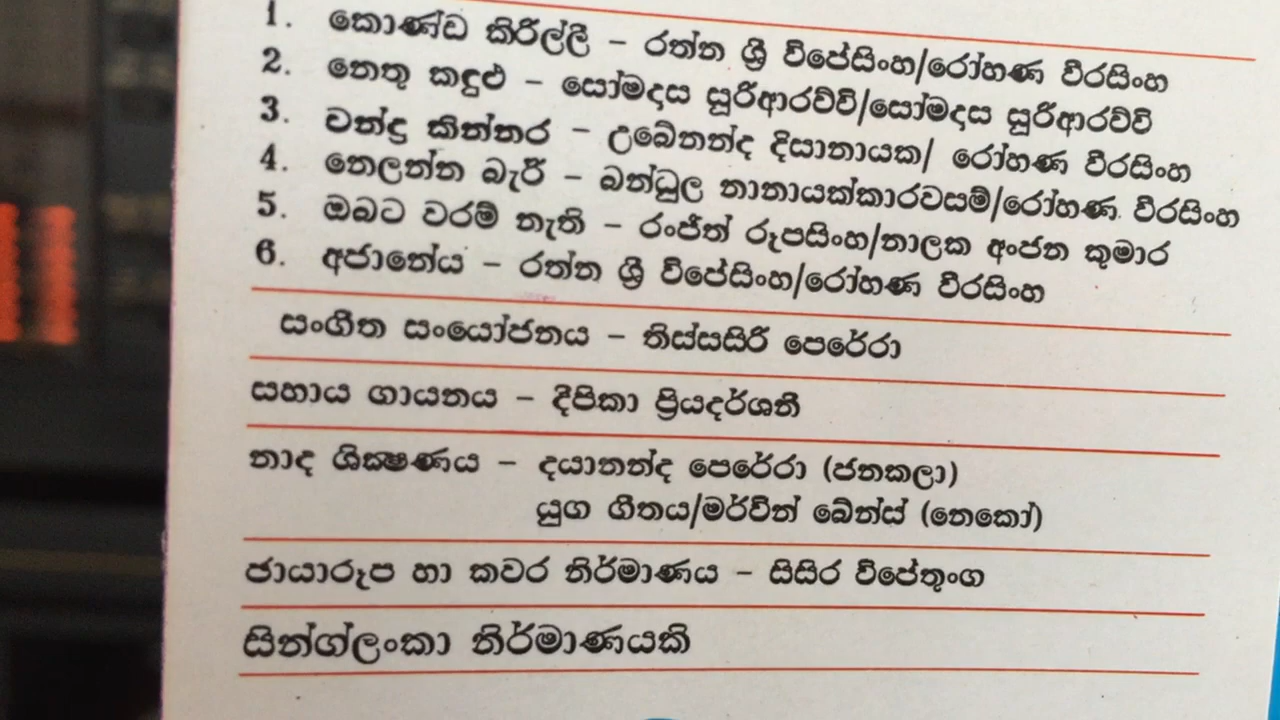 1. කොණ්ඩ කිරිල්ලී – රත්න ශ්‍රී විජේසිංහ/රෝහණ වීරසිංහ
2. නෙතු කඳුළු – සෝමදාස සූරිආරච්චි/සෝමදාස සූරිආරච්චි
3. චන්ද්‍ර කින්නර – උබේනන්ද දිසානායක/ රෝහණ වීරසිංහ
4. නෙලන්න බැරී – බන්ධුල නානායක්කාරවසම්/රෝහණ වීරසිංහ
5. ඔබට වරම් නැති – රංජිත් රූපසිංහ/නාලක අංජන කුමාර
6. අජානේය – රත්න ශ්‍රී විජේසිංහ/රෝහණ වීරසිංහ
සංගීත සංයෝජනය – තිස්සසිරි පෙරේරා
සහාය ගායනය – දීපිකා ප්‍රියදර්ශනී
නාද ශික්ෂණය – දයානන්ද පෙරේරා (ජනකලා)
යුග ගීතය/මර්වින් බේන්ස් (නෙකෝ)
ඡායාරූප හා කවර නිර්මාණය – සිසිර විජේතුංග
සින්ග්ලංකා නිර්මාණයකි